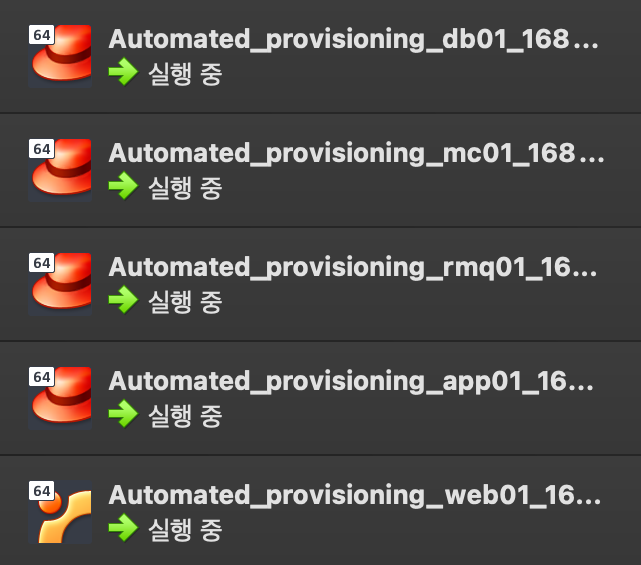 64
Automated_provisioning_db01_168...
실행 중
64
Automated_provisioning_mc01_168...
실행 중
64
Automated_provisioning_rmq01_16...
실행 중
64
Automated_provisioning_app01_16...
실행 중
64
Automated_provisioning_web01_16...
실행 중